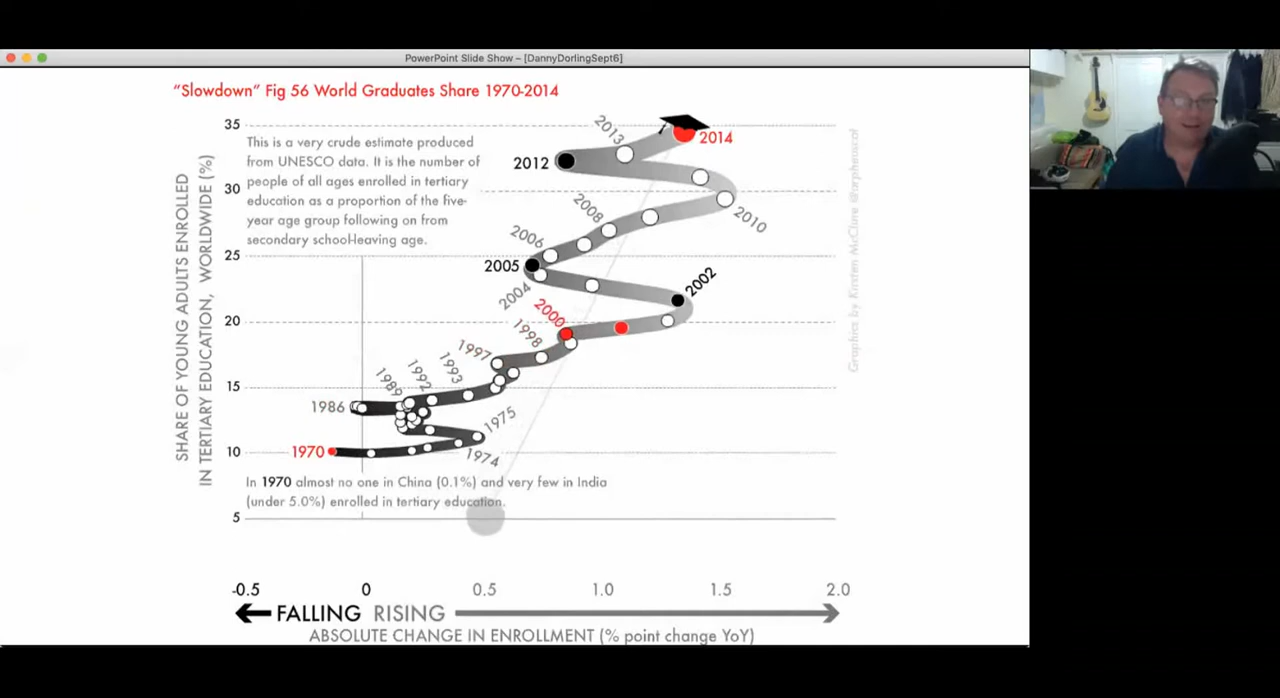 PowerPoint Slide Show – [DannyDorlingSept6]
“Slowdown” Fig 56 World Graduates Share 1970-2014
SHARE OF YOUNG ADULTS ENROLLED
IN TERTIARY EDUCATION, WORLDWIDE (%)
35
30
25
20
15
10
5
This is a very crude estimate produced
from UNESCO data. It is the number of
people of all ages enrolled in tertiary
education as a proportion of the five-
year age group following on from
secondary school-leaving age.
2013
2014
2012
2010
2008
2006
2005
2004
2002
2000
1998
1997
1993
1992
1989
1986
1975
1974
1970
In 1970 almost no one in China (0.1%) and very few in India
(under 5.0%) enrolled in tertiary education.
-0.5
0
0.5
1.0
1.5
2.0
FALLING RISING
ABSOLUTE CHANGE IN ENROLLMENT (% point change YoY)
Graphics by Kirsten McClure @orpheuscat